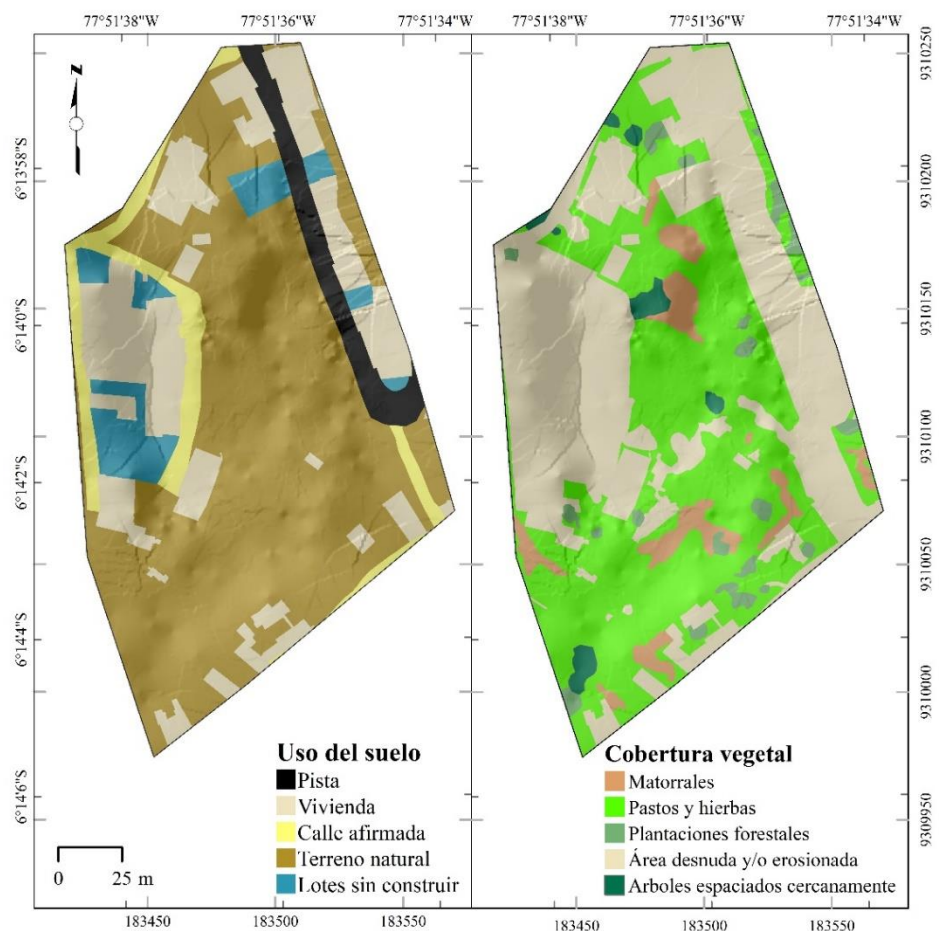 77°51'38"W 77°51'36"W 77°51'34"W 77°51'38"W 77°51'36"W 77°51'34"W
N
6°13'58"S
6°14'0"S
6°14'2"S
6°14'4"S
6°14'6"S
9310250
9310200
9310150
9310100
9310050
9310000
9309950
Uso del suelo
Pista
Vivienda
Calle afirmada
Terreno natural
Lotes sin construir
0 25 m
Cobertura vegetal
Matorrales
Pastos y hierbas
Plantaciones forestales
Área desnuda y/o erosionada
Arboles espaciados cercanamente
183450 183500 183550 183450 183500 183550